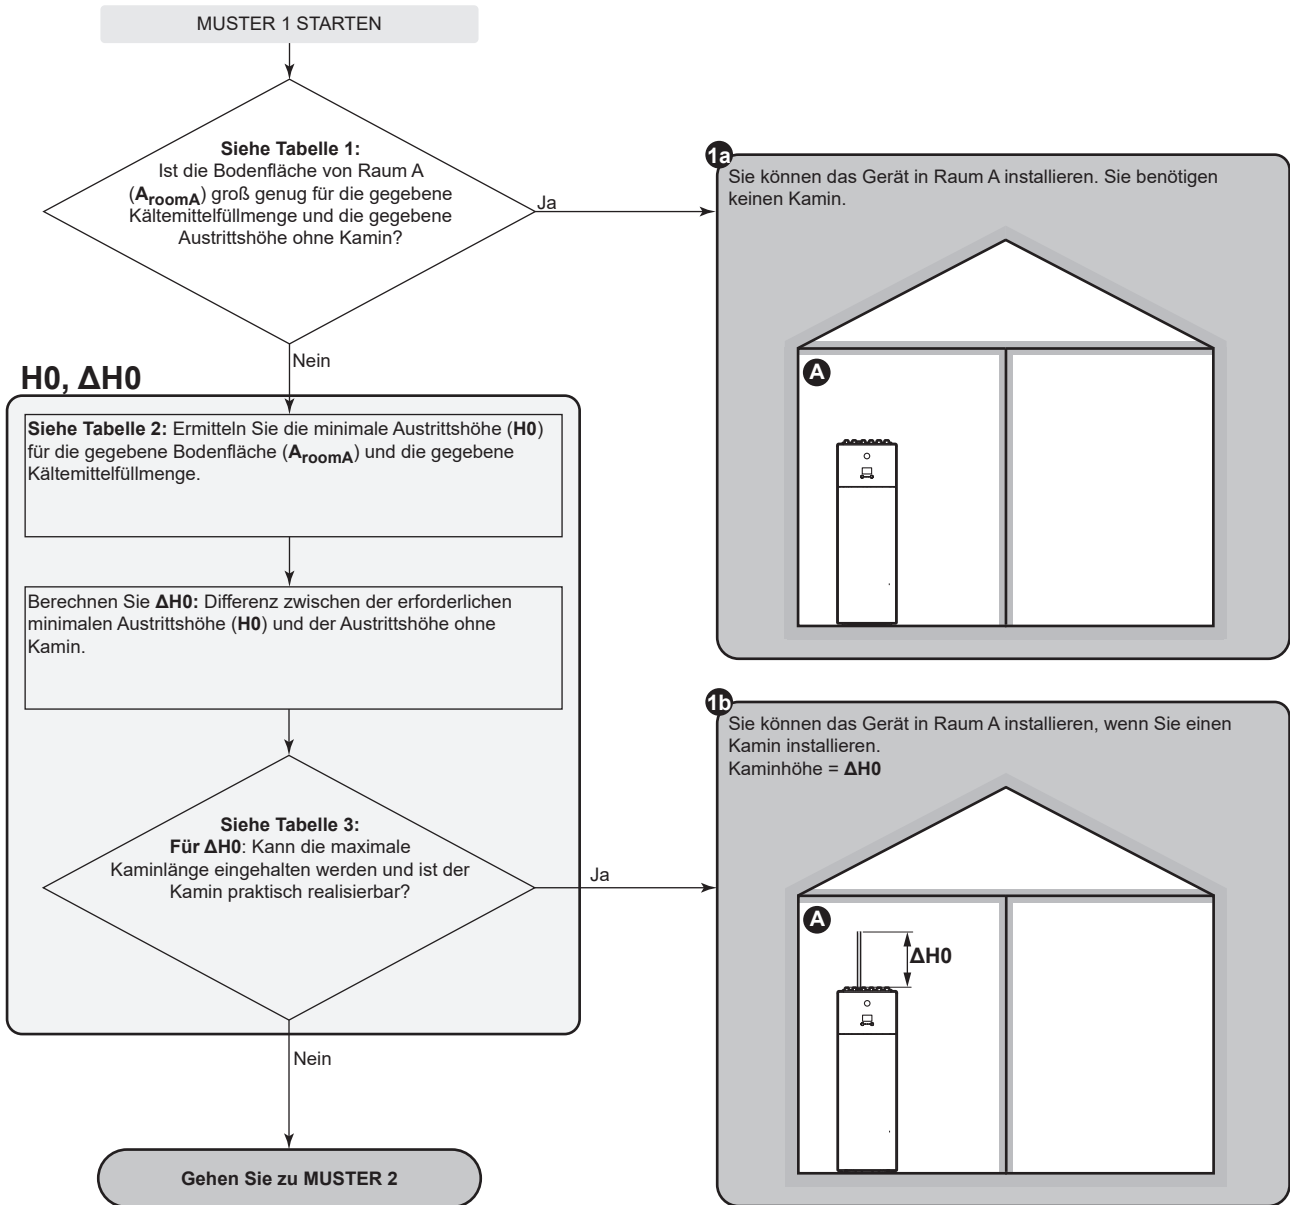 MUSTER 1 STARTEN
Siehe Tabelle 1:
Ist die Bodenfläche von Raum A
(AroomA) groß genug für die gegebene
Kältemittelfüllmenge und die gegebene
Austrittshöhe ohne Kamin?
Ja
1a
Sie können das Gerät in Raum A installieren. Sie benötigen
keinen Kamin.
A
Nein
H0, ΔH0
Siehe Tabelle 2: Ermitteln Sie die minimale Austrittshöhe (H0)
für die gegebene Bodenfläche (AroomA) und die gegebene
Kältemittelfüllmenge.
Berechnen Sie ΔH0: Differenz zwischen der erforderlichen
minimalen Austrittshöhe (H0) und der Austrittshöhe ohne
Kamin.
Siehe Tabelle 3:
Für ΔH0: Kann die maximale
Kaminlänge eingehalten werden und ist der
Kamin praktisch realisierbar?
Ja
1b
Sie können das Gerät in Raum A installieren, wenn Sie einen
Kamin installieren.
Kaminhöhe = ΔH0
A
ΔH0
Nein
Gehen Sie zu MUSTER 2